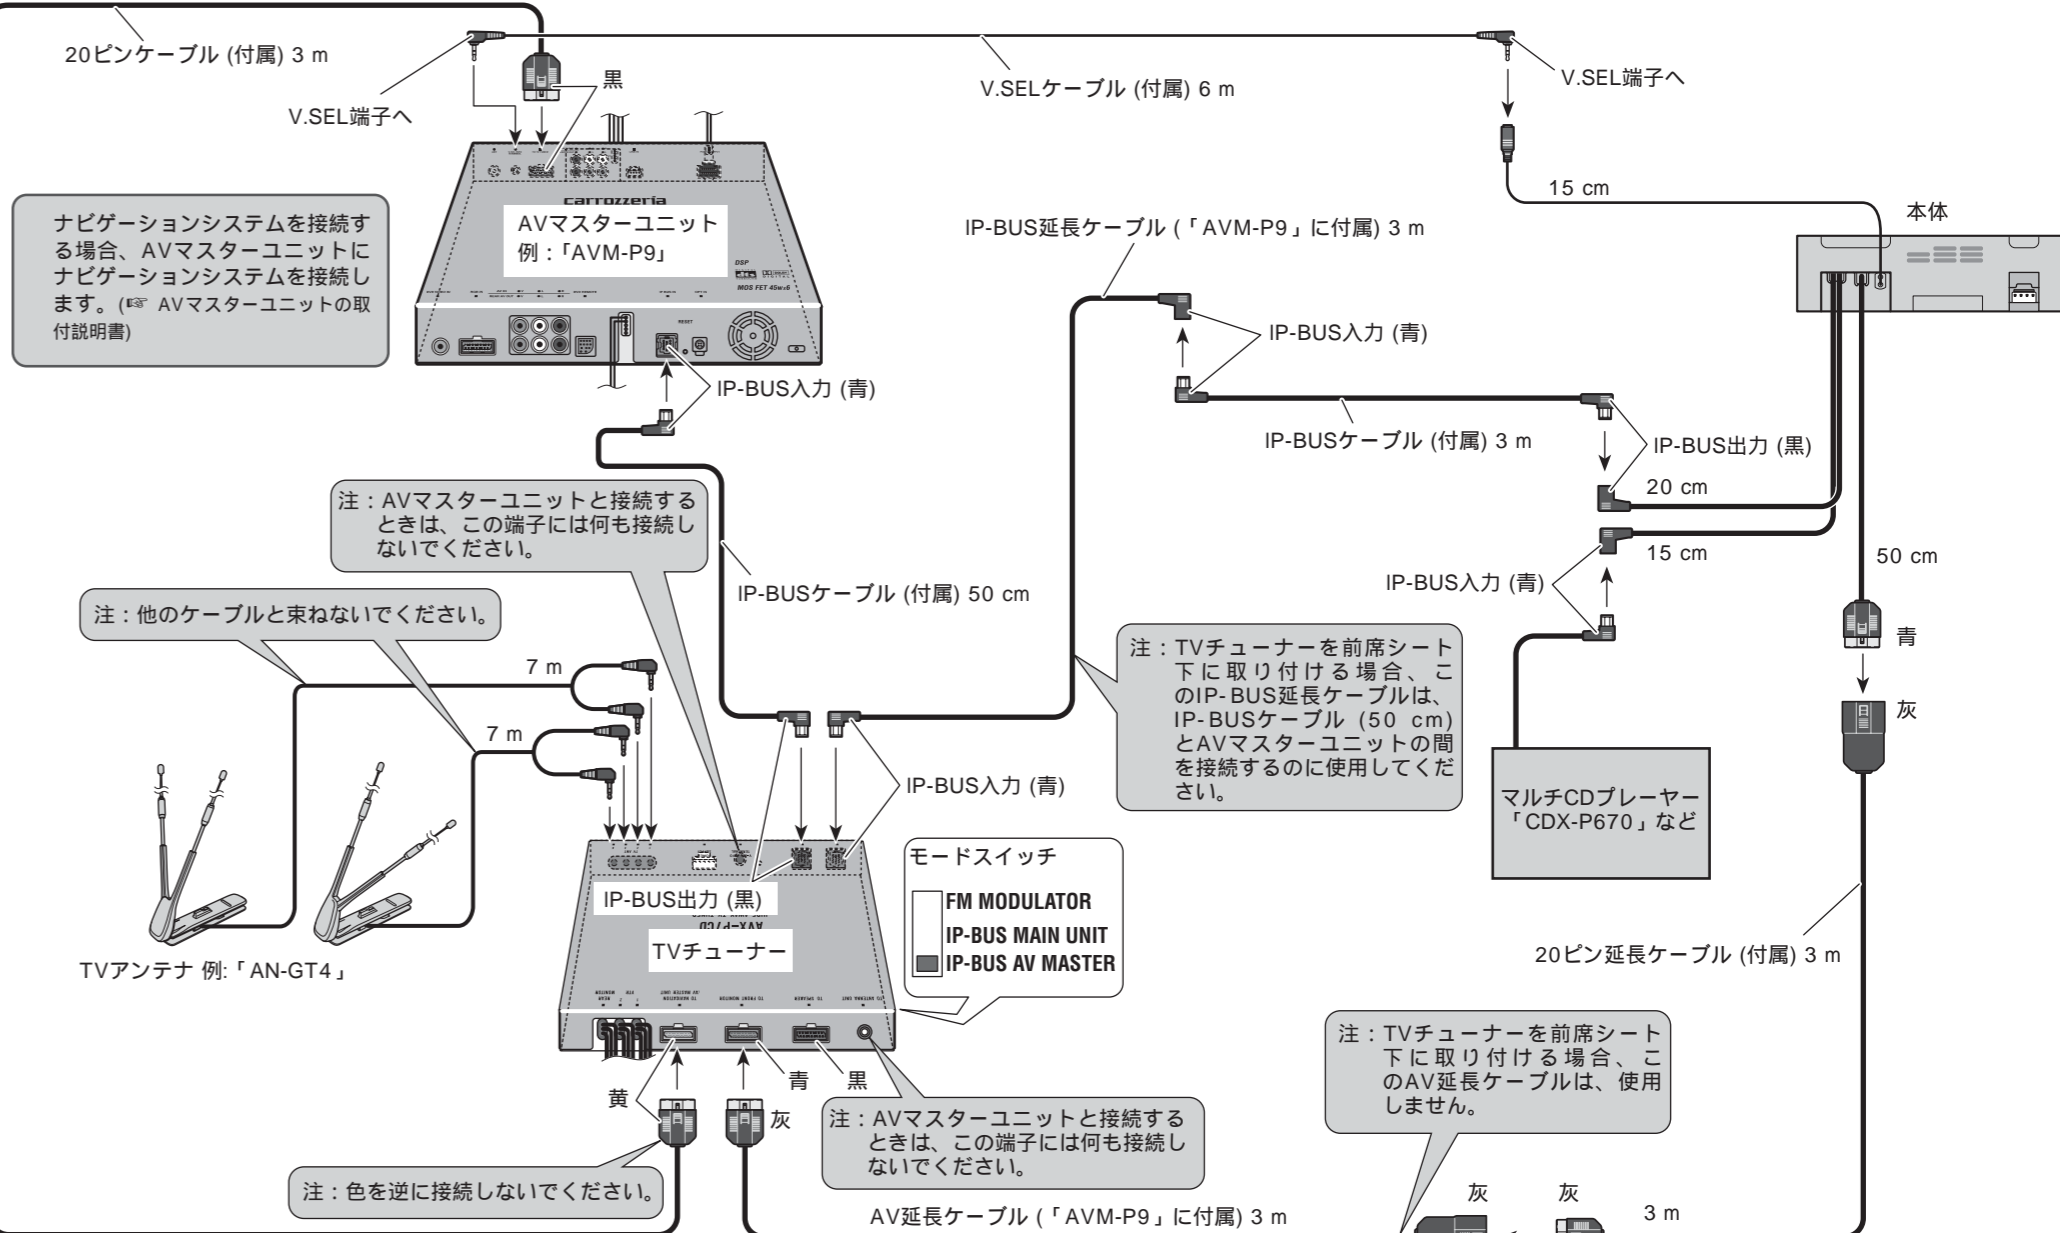 20ピンケーブル (付属) 3 m
V.SEL端子へ
黒
V.SELケーブル (付属) 6 m
V.SEL端子へ
15 cm
本体
ナビゲーションシステムを接続す
る場合、AVマスターユニットに
ナビゲーションシステムを接続し
ます。(☞ AVマスターユニットの取
付説明書)
carrozzeria
AVマスターユニット
例：「AVM-P9」
DSP
MOS FET 45W×6
RESET
IP-BUS入力 (青)
IP-BUS延長ケーブル (「AVM-P9」に付属) 3 m
IP-BUS入力 (青)
IP-BUSケーブル (付属) 3 m
IP-BUS出力 (黒)
20 cm
15 cm
IP-BUS入力 (青)
50 cm
青
灰
注：AVマスターユニットと接続する
ときは、この端子には何も接続し
ないでください。
IP-BUSケーブル (付属) 50 cm
注：他のケーブルと束ねないでください。
7 m
7 m
注：TVチューナーを前席シート
下に取り付ける場合、こ
のIP-BUS延長ケーブルは、
IP-BUSケーブル (50 cm)
とAVマスターユニットの間
を接続するのに使用してくだ
さい。
IP-BUS入力 (青)
マルチCDプレーヤー
「CDX-P670」など
TVアンテナ 例:「AN-GT4」
IP-BUS出力 (黒)
AVX-P7CD
TVチューナー
モードスイッチ
FM MODULATOR
IP-BUS MAIN UNIT
IP-BUS AV MASTER
20ピン延長ケーブル (付属) 3 m
TO NAVIGATION
/AV MASTER UNIT
TO FRONT MONITOR
TO SPEAKER
TO ANTENNA UNIT
REAR
MONITOR
黄
青
黒
灰
注：AVマスターユニットと接続する
ときは、この端子には何も接続し
ないでください。
注：TVチューナーを前席シート
下に取り付ける場合、こ
のAV延長ケーブルは、使用
しません。
注：色を逆に接続しないでください。
AV延長ケーブル (「AVM-P9」に付属) 3 m
灰
灰
3 m